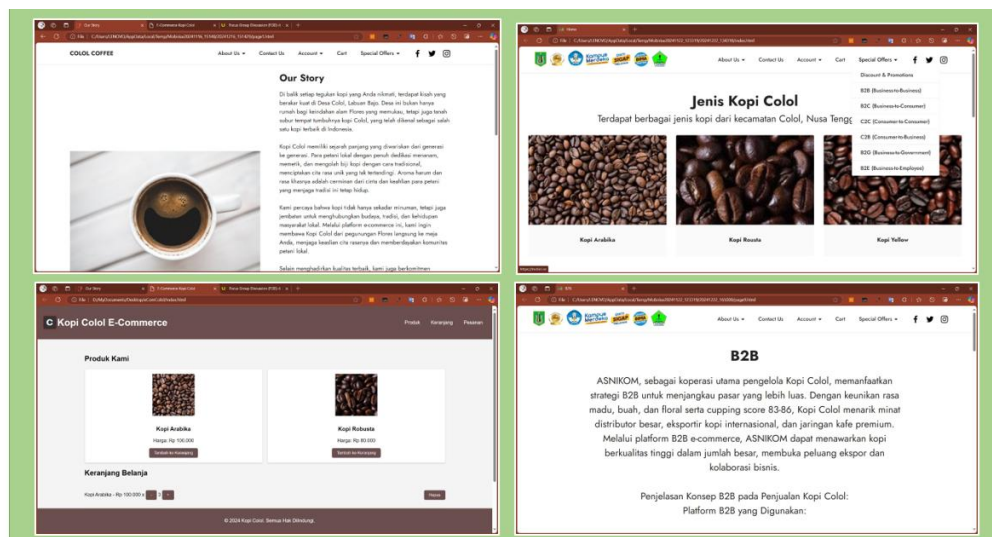 COLOL COFFEE
About Us
Contact Us
Account
Cart
Special Offers
Our Story
Di balik setiap tegukan kopi yang Anda nikmati, terdapat kisah yang
berakar kuat di Desa Colol, Labuan Bajo. Desa ini bukan hanya
rumah bagi keindahan alam Flores yang memukau, tetapi juga tanah
subur tempat tumbuhnya kopi Colol, yang telah dikenal sebagai salah
satu kopi terbaik di Indonesia.
Kopi Colol memiliki sejarah panjang yang diwariskan dari generasi
ke generasi. Para petani lokal dengan penuh dedikasi menanam,
memetik, dan mengolah biji kopi dengan cara tradisional,
menciptakan cita rasa unik yang tak tertandingi. Aroma harum dan
rasa khasnya adalah cerminan dari cinta dan keahlian para petani
yang menjaga tradisi ini tetap hidup.
Kami percaya bahwa kopi tidak hanya sekadar minuman, tetapi juga
jembatan untuk menghubungkan budaya, tradisi, dan kehidupan
masyarakat lokal. Melalui platform ecommerce ini, kami ingin
membawa Kopi Colol dari pegunungan Flores langsung ke meja
Anda, menjaga keaslian cita rasanya dan memberdayakan komunitas
petani lokal.
Selain menghadirkan kualitas terbaik, kami juga berkomitmen
Home
Kampus
Merdeka
About Us
Contact Us
Account
Cart
Special Offers
Discount & Promotions
B2B (Business-to-Business)
B2C (Business-to-Consumer)
C2C (Consumer-to-Consumer)
C2B (Consumer-to-Business)
B2G (Business-to-Government)
B2E (Business-to-Employee)
Jenis Kopi Colol
Terdapat berbagai jenis kopi dari kecamatan Colol, Nusa Tengg
Kopi Arabika
Kopi Rousta
Kopi Yellow
C Kopi Colol E-Commerce
Produk
Keranjang
Pesanan
Produk Kami
Kopi Arabika
Harga: Rp 100.000
Tambah ke Keranjang
Kopi Robusta
Harga: Rp 80.000
Tambah ke Keranjang
Keranjang Belanja
Kopi Arabika - Rp 100.000 x
Hapus
© 2024 Kopi Colol. Semua Hak Dilindungi.
B2B
Kampus
Merdeka
About Us
Contact Us
Account
Cart
Special Offers
B2B
ASNIKOM, sebagai koperasi utama pengelola Kopi Colol, memanfaatkan
strategi B2B untuk menjangkau pasar yang lebih luas. Dengan keunikan rasa
madu, buah, dan floral serta cupping score 83-86, Kopi Colol menarik minat
distributor besar, eksportir kopi internasional, dan jaringan kafe premium.
Melalui platform B2B e-commerce, ASNIKOM dapat menawarkan kopi
berkualitas tinggi dalam jumlah besar, membuka peluang ekspor dan
kolaborasi bisnis.
Penjelasan Konsep B2B pada Penjualan Kopi Colol:
Platform B2B yang Digunakan: